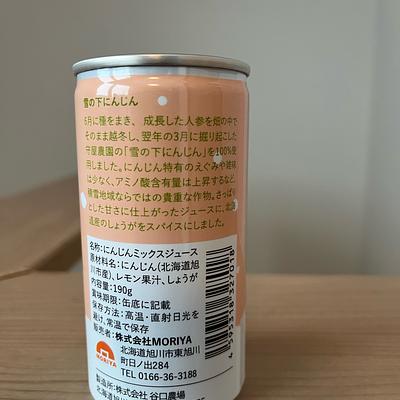 雪の下にんじん
6月に種をまき、成長した人参を畑の中で
そのまま越冬し、翌年の3月に掘り起こした
守屋農園の「雪の下にんじん」を100%使
用しました。にんじん特有のえぐみや雑味
は少なく、アミノ酸含有量は上昇するなど、
積雪地域ならではの貴重な作物。さっぱり
とした甘さに仕上がったジュースに、北海
道産のしょうがをスパイスにしました。
名称:にんじんミックスジュース
原材料名:にんじん(北海道旭
川市産)、レモン果汁、しょうが
内容量:190g
賞味期限:缶底に記載
保存方法:高温・直射日光を
避け、常温で保存
販売者:株式会社MORIYA
北海道旭川市東旭川
町日ノ出284
TEL 0166-36-3188
MORIYA
製造所:株式会社 谷口農場
4 595318 527018